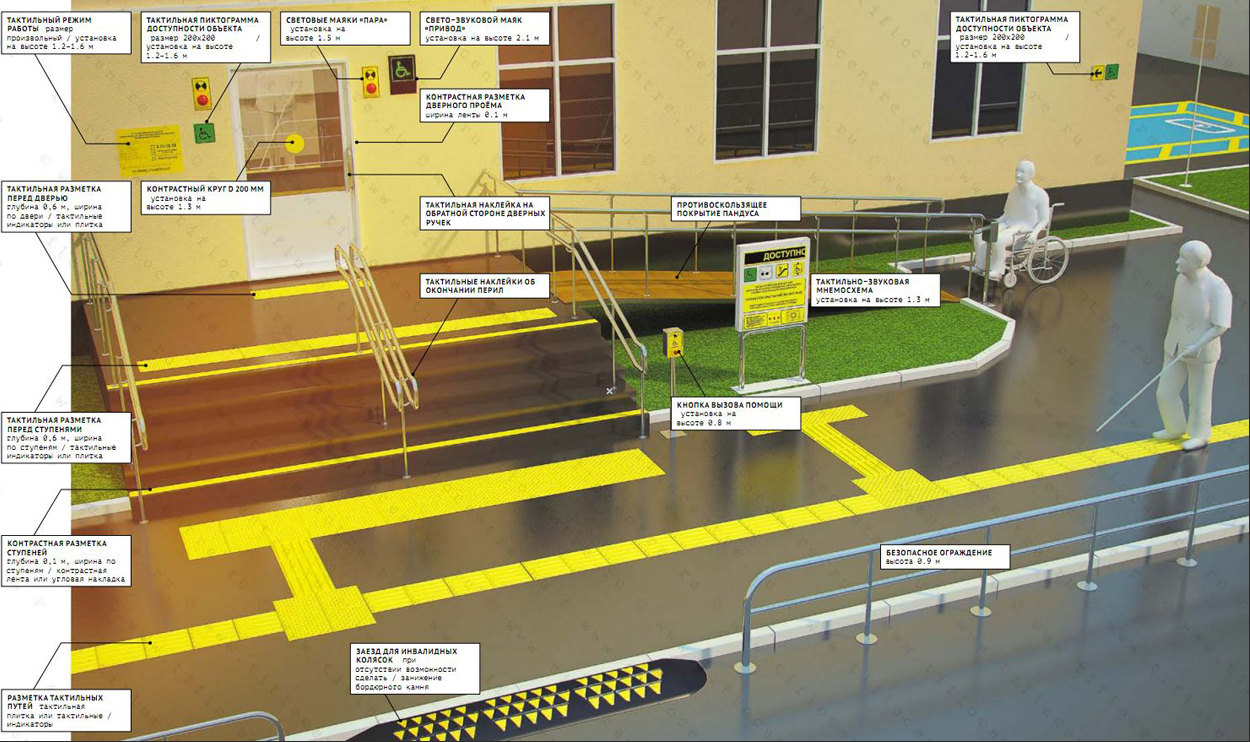 ТАКТИЛЬНЫЙ РЕЖИМ
РАБОТЫ размер
произвольный / установка
на высоте 1.2-1.6 м
ТАКТИЛЬНАЯ ПИКТОГРАММА
ДОСТУПНОСТИ ОБЪЕКТА
размер 200x200 /
установка на высоте
1.2-1.6 м
СВЕТОВЫЕ МАЯКИ «ПАРА»
установка на
высоте 1.5 м
СВЕТО-ЗВУКОВОЙ МАЯК
«ПРИВОД»
установка на высоте 2.1 м
ТАКТИЛЬНАЯ ПИКТОГРАММА
ДОСТУПНОСТИ ОБЪЕКТА
размер 200x200 /
установка на высоте
1.2-1.6 м
КОНТРАСТНАЯ РАЗМЕТКА
ДВЕРНОГО ПРОЁМА
ширина ленты 0.1 м
ТАКТИЛЬНАЯ РАЗМЕТКА
ПЕРЕД ДВЕРЬЮ
глубина 0,6 м, ширина
по двери / тактильные
индикаторы или плитка
КОНТРАСТНЫЙ КРУГ D 200 ММ
установка на
высоте 1.3 м
ТАКТИЛЬНАЯ НАКЛЕЙКА НА
ОБРАТНОЙ СТОРОНЕ ДВЕРНЫХ
РУЧЕК
ПРОТИВОСКОЛЬЗЯЩЕЕ
ПОКРЫТИЕ ПАНДУСА
ДОСТУПНО
ТАКТИЛЬНЫЕ НАКЛЕЙКИ ОБ
ОКОНЧАНИИ ПЕРИЛ
ТАКТИЛЬНО-ЗВУКОВАЯ
МНЕМОСХЕМА
установка на высоте 1.3 м
КНОПКА ВЫЗОВА ПОМОЩИ
установка на
высоте 0.8 м
ТАКТИЛЬНАЯ РАЗМЕТКА
ПЕРЕД СТУПЕНЯМИ
глубина 0,6 м, ширина
по ступеням / тактильные
индикаторы или плитка
КОНТРАСТНАЯ РАЗМЕТКА
СТУПЕНЕЙ
глубина 0,1 м, ширина по
ступеням / контрастная
лента или угловая накладка
БЕЗОПАСНОЕ ОГРАЖДЕНИЕ
высота 0.9 м
ЗАЕЗД ДЛЯ ИНВАЛИДНЫХ
КОЛЯСОК при
отсутствии возможности
сделать / занижение
бордюрного камня
РАЗМЕТКА ТАКТИЛЬНЫХ
ПУТЕЙ тактильная
плитка или тактильные /
индикаторы